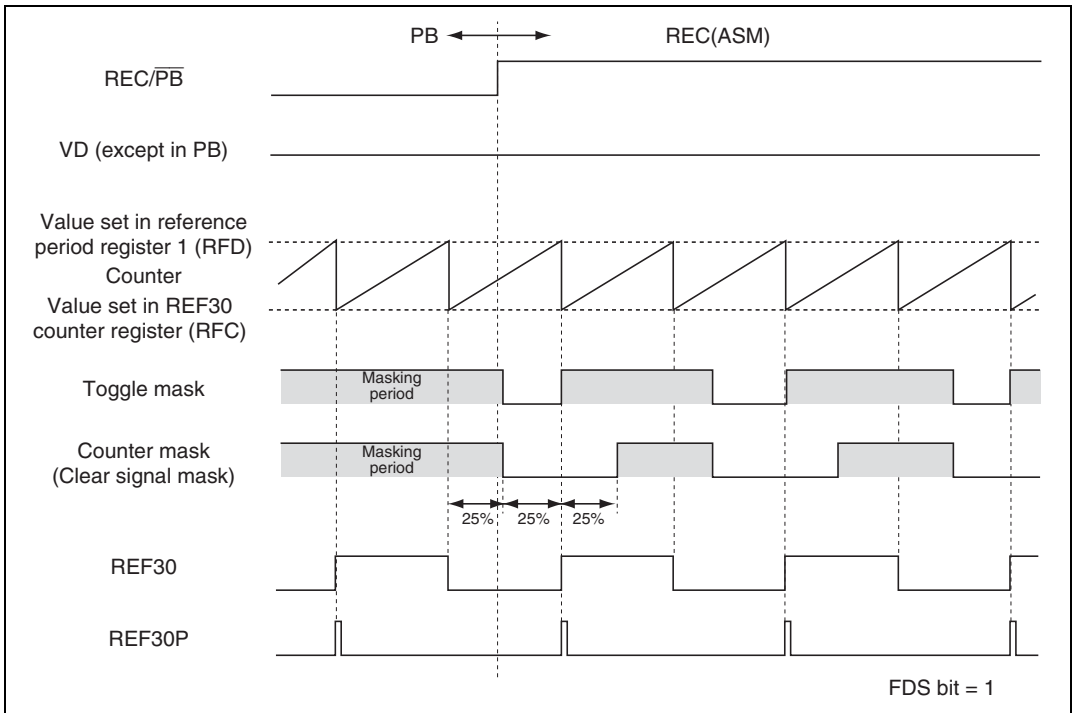 PB REC(ASM)
REC/P̅B̅
VD (except in PB)
Value set in reference
period register 1 (RFD)
Counter
Value set in REF30
counter register (RFC)
Toggle mask
Masking
period
Counter mask
(Clear signal mask)
Masking
period
25% 25% 25%
REF30
REF30P
FDS bit = 1